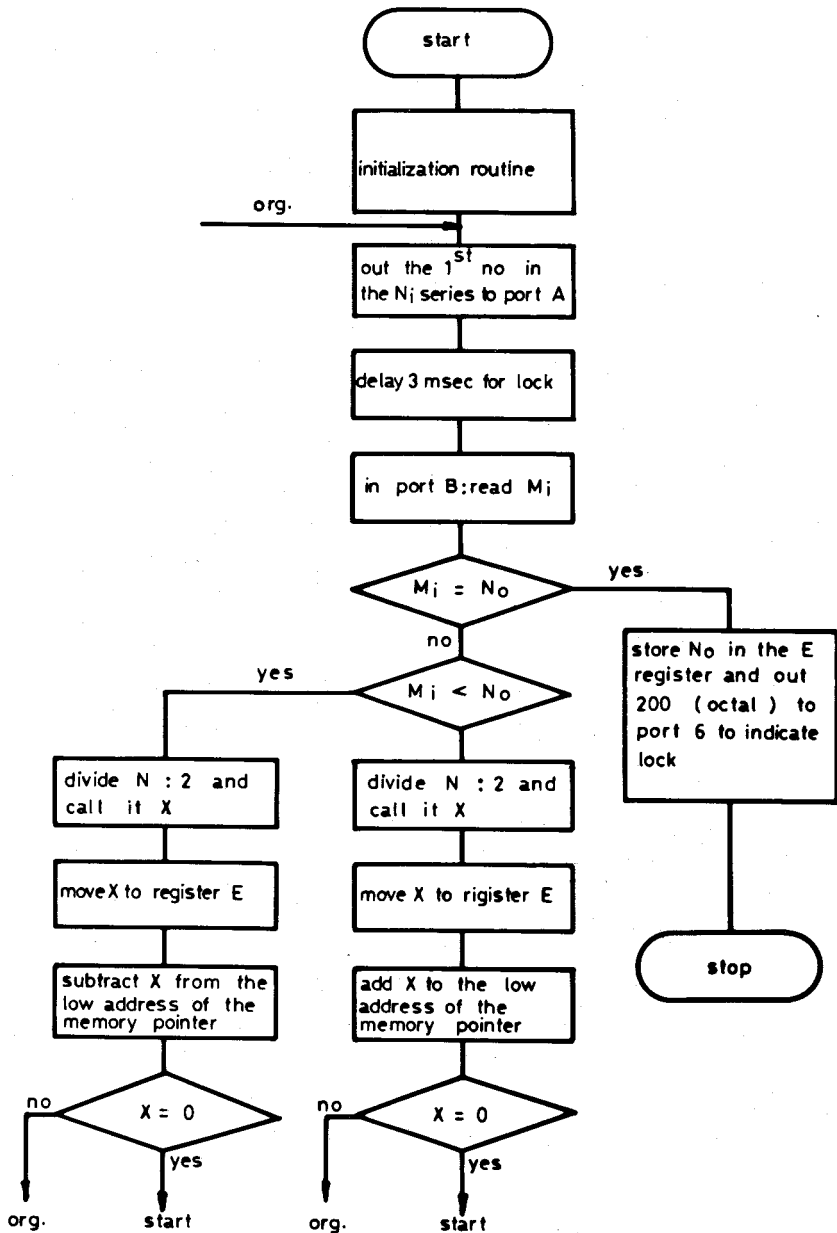 start
initialization routine
org.
out the 1st no in
the Ni series to port A
delay 3 msec for lock
in port B:read Mi
Mi = No
yes
no
store No in the E
register and out
200 (octal) to
port 6 to indicate
lock
stop
yes
Mi < No
divide N : 2 and
call it X
move X to register E
subtract X from the
low address of the
memory pointer
no
X = 0
yes
org.
start
divide N : 2 and
call it X
move X to rigister E
add X to the low
address of the
memory pointer
no
X = 0
yes
org.
start